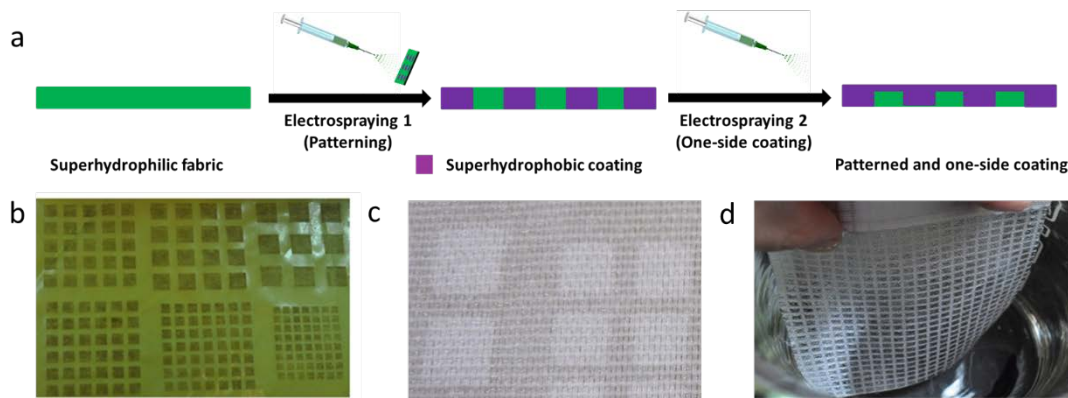 a
Electrospraying 1
(Patterning)
Electrospraying 2
(One-side coating)
Superhydrophilic fabric
Superhydrophobic coating
Patterned and one-side coating
b
c
d